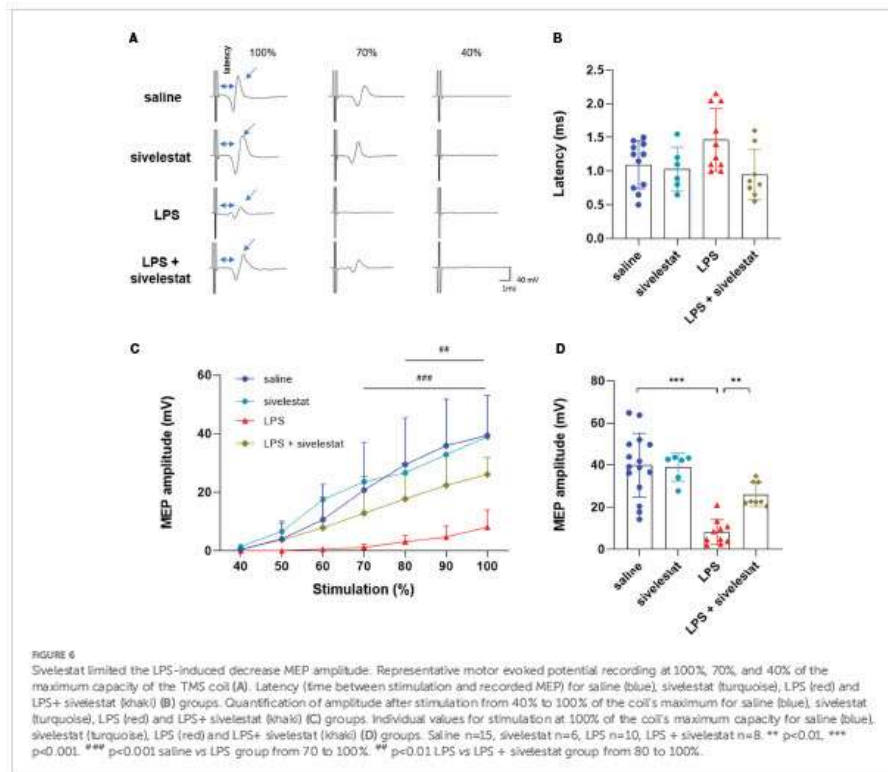 A
B
latency
100%
70%
40%
saline
sivelestat
LPS
LPS +
sivelestat
40 mV
1ms
Latency (ms)
2.5
2.0
1.5
1.0
0.5
0.0
saline
sivelestat
LPS
LPS + sivelestat
C
D
MEP amplitude (mV)
60
40
20
0
saline
sivelestat
LPS
LPS + sivelestat
##
###
40
50
60
70
80
90
100
Stimulation (%)
MEP amplitude (mV)
80
60
40
20
0
***
**
saline
sivelestat
LPS
LPS + sivelestat
FIGURE 6
Sivelestat limited the LPS-induced decrease MEP amplitude. Representative motor evoked potential recording at 100%, 70%, and 40% of the
maximum capacity of the TMS coil (A). Latency (time between stimulation and recorded MEP) for saline (blue), sivelestat (turquoise), LPS (red) and
LPS+ sivelestat (khaki) (B) groups. Quantification of amplitude after stimulation from 40% to 100% of the coil's maximum for saline (blue), sivelestat
(turquoise), LPS (red) and LPS+ sivelestat (khaki) (C) groups. Individual values for stimulation at 100% of the coil's maximum capacity for saline (blue),
sivelestat (turquoise), LPS (red) and LPS+ sivelestat (khaki) (D) groups. Saline n=15, sivelestat n=6, LPS n=10, LPS + sivelestat n=8. ** p<0.01, ***
p<0.001. ### p<0.001 saline vs LPS group from 70 to 100%. ## p<0.01 LPS vs LPS + sivelestat group from 80 to 100%.